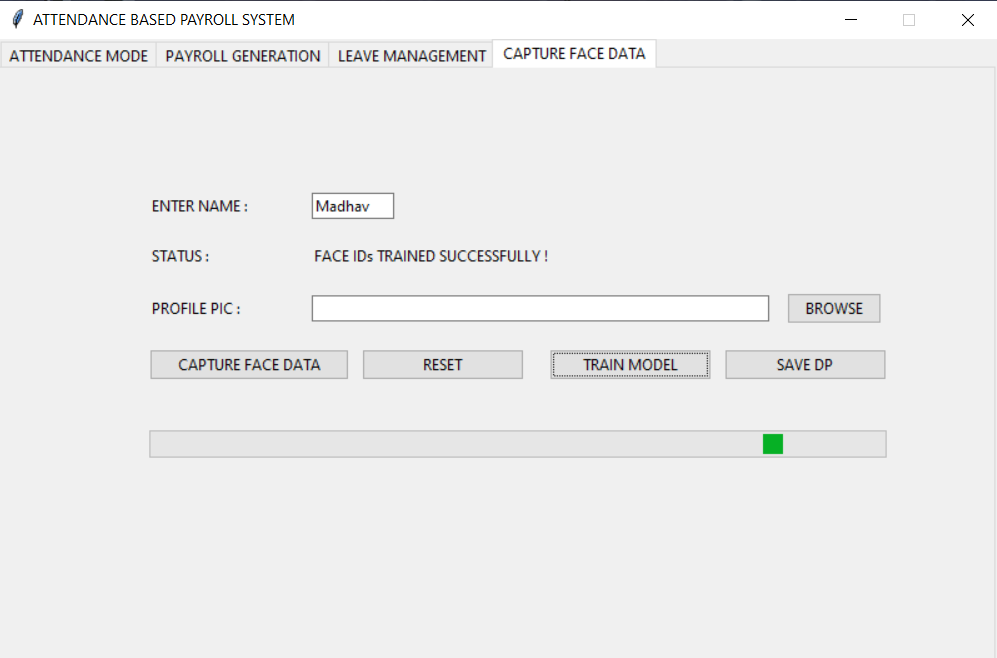 ATTENDANCE BASED PAYROLL SYSTEM
ATTENDANCE MODE PAYROLL GENERATION LEAVE MANAGEMENT CAPTURE FACE DATA
ENTER NAME : Madhav
STATUS : FACE IDs TRAINED SUCCESSFULLY !
PROFILE PIC : BROWSE
CAPTURE FACE DATA RESET TRAIN MODEL SAVE DP